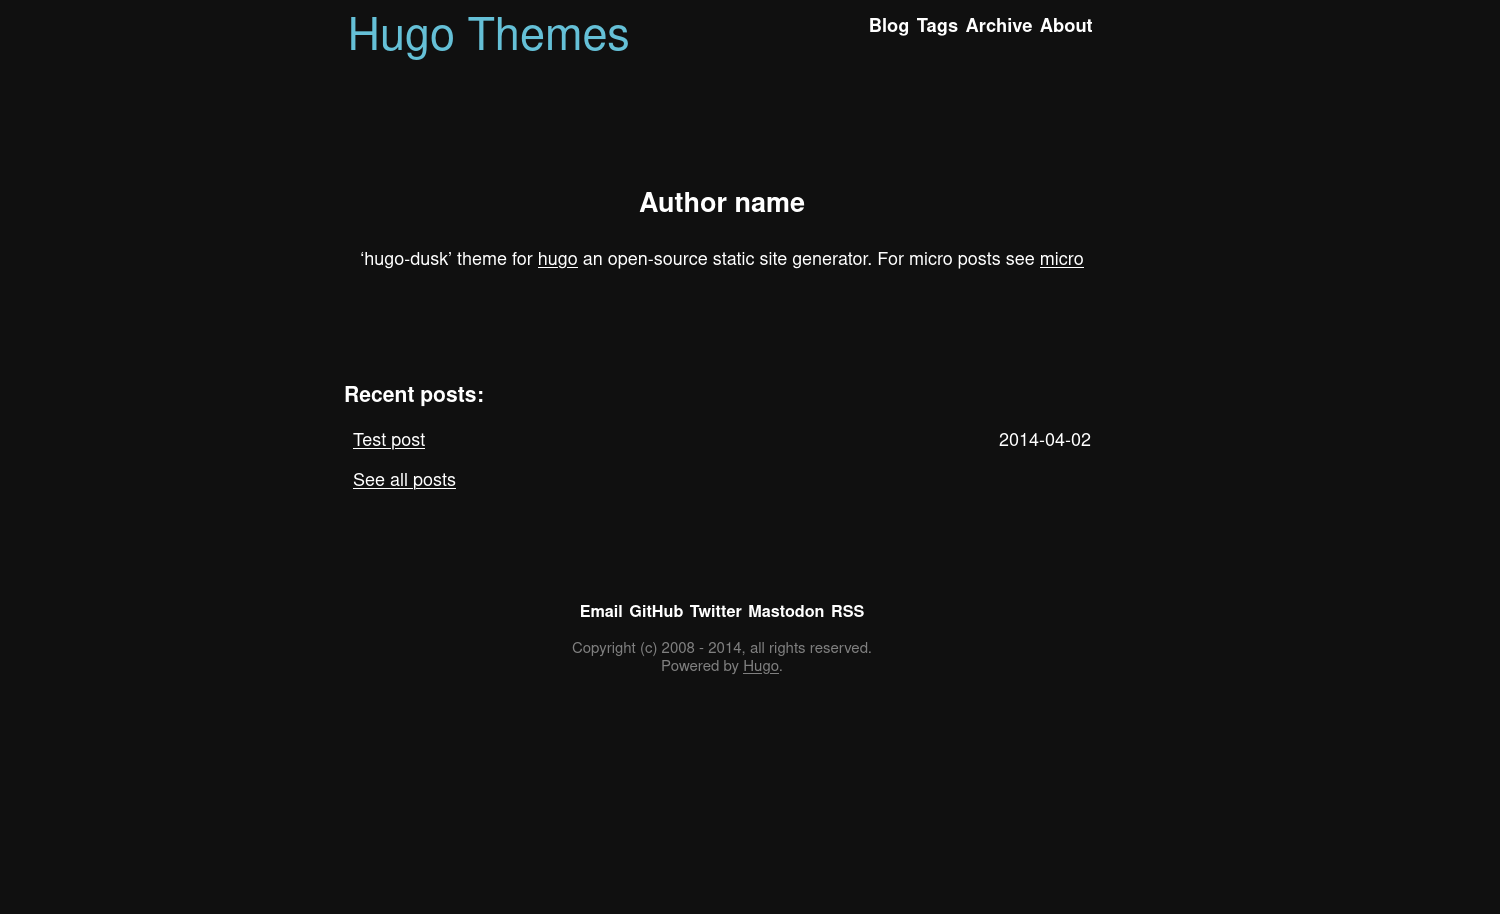 Hugo Themes
Blog Tags Archive About
Author name
‘hugo-dusk’ theme for hugo an open-source static site generator. For micro posts see micro
Recent posts:
Test post 2014-04-02
See all posts
Email GitHub Twitter Mastodon RSS
Copyright (c) 2008 - 2014, all rights reserved.
Powered by Hugo.